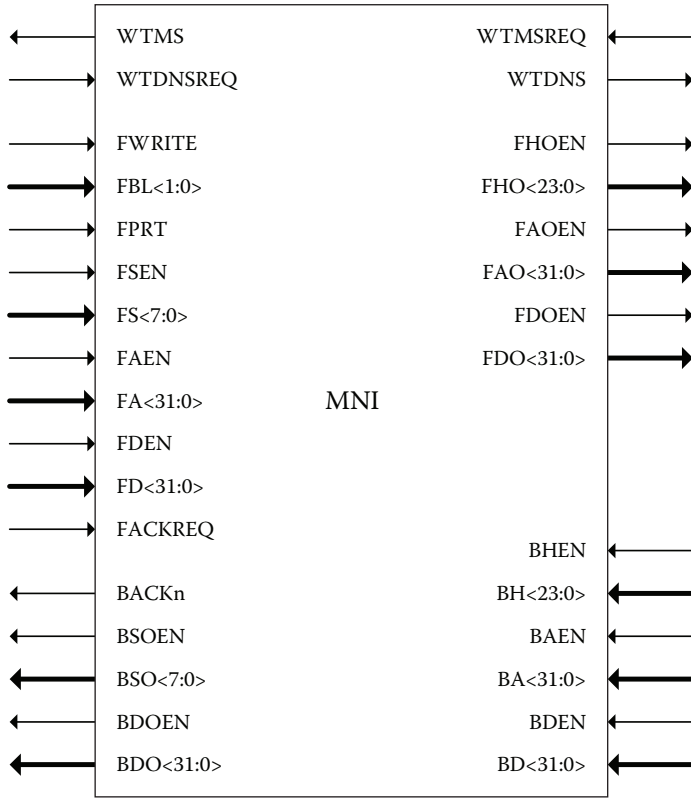 WTMS WTMSREQ
WTDNSREQ WTDNS
FWRITE FHOEN
FBL<1:0> FHO<23:0>
FPRT FAOEN
FSEN FAO<31:0>
FS<7:0> FDOEN
FAEN FDO<31:0>
FA<31:0> MNI
FDEN
FD<31:0>
FACKREQ
BHEN
BACKn BH<23:0>
BSOEN BAEN
BSO<7:0> BA<31:0>
BDOEN BDEN
BDO<31:0> BD<31:0>